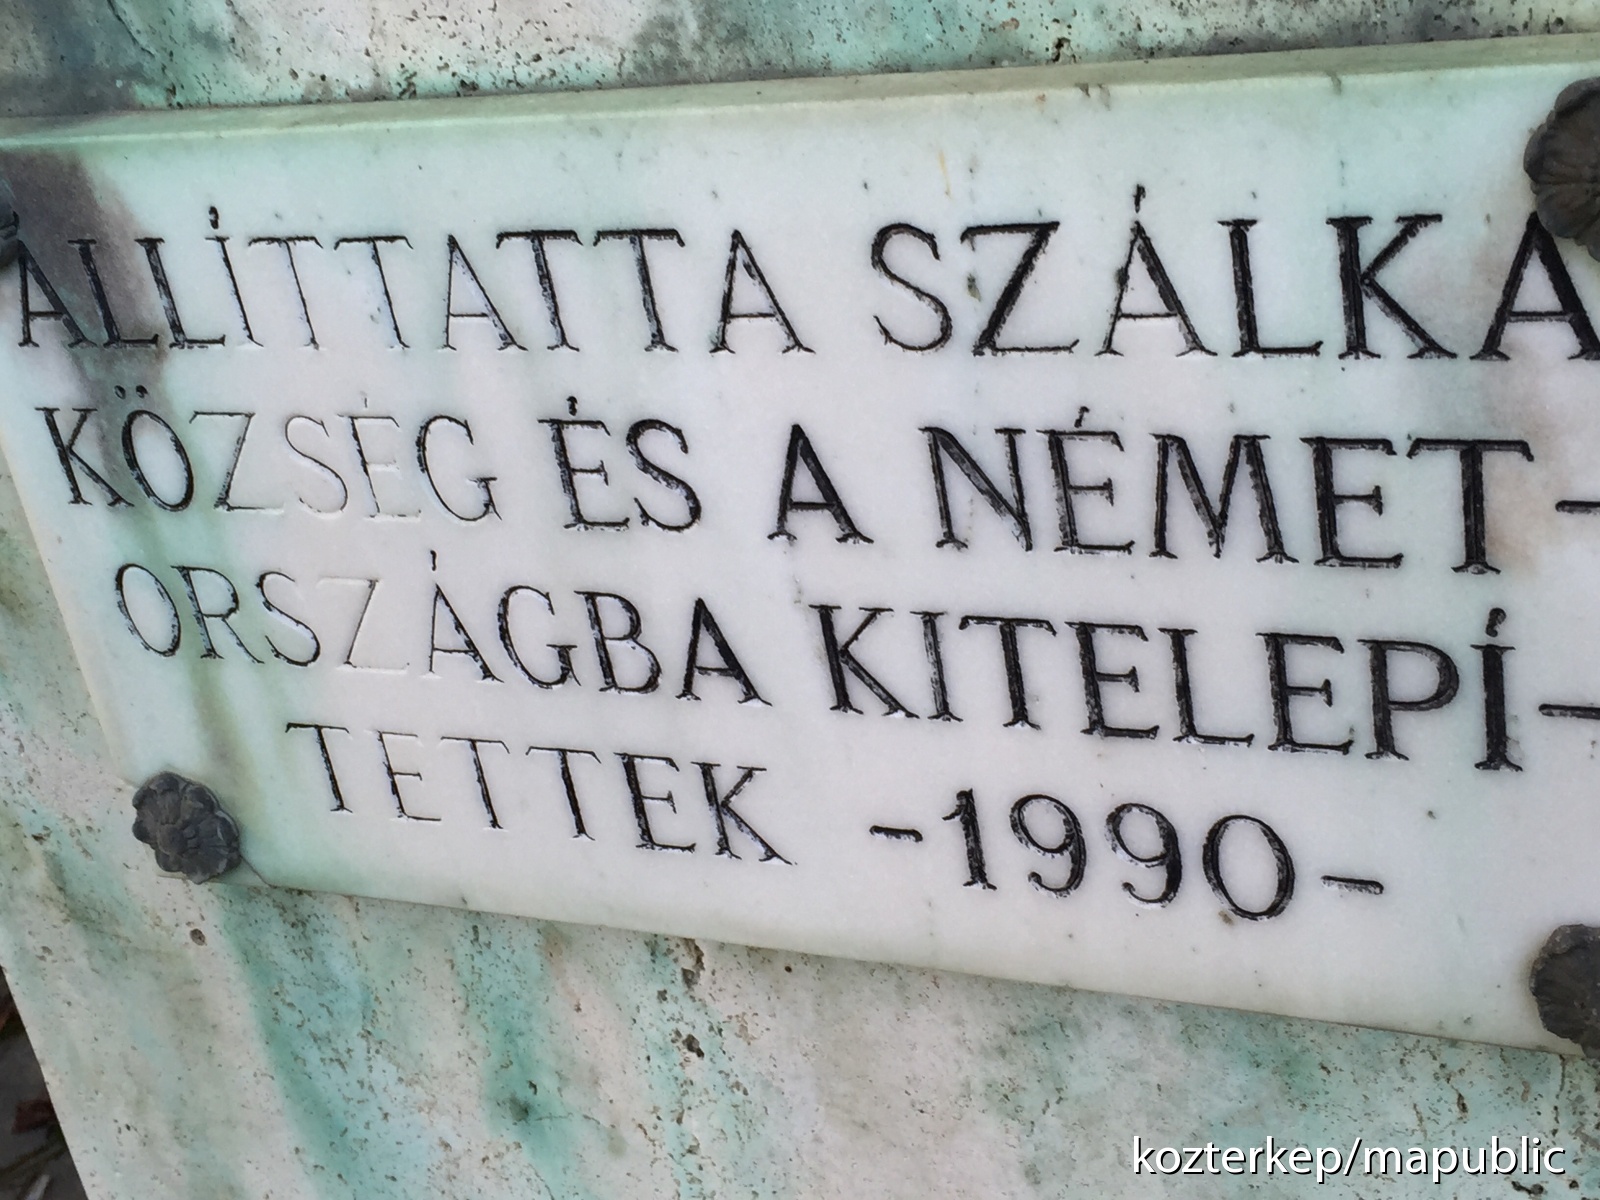 ÁLLÍTTATTA SZÁLKA
KÖZSÉG ÉS A NÉMET-
ORSZÁGBA KITELEPÍ-
TETTEK -1990-
kozterkep/mapublic